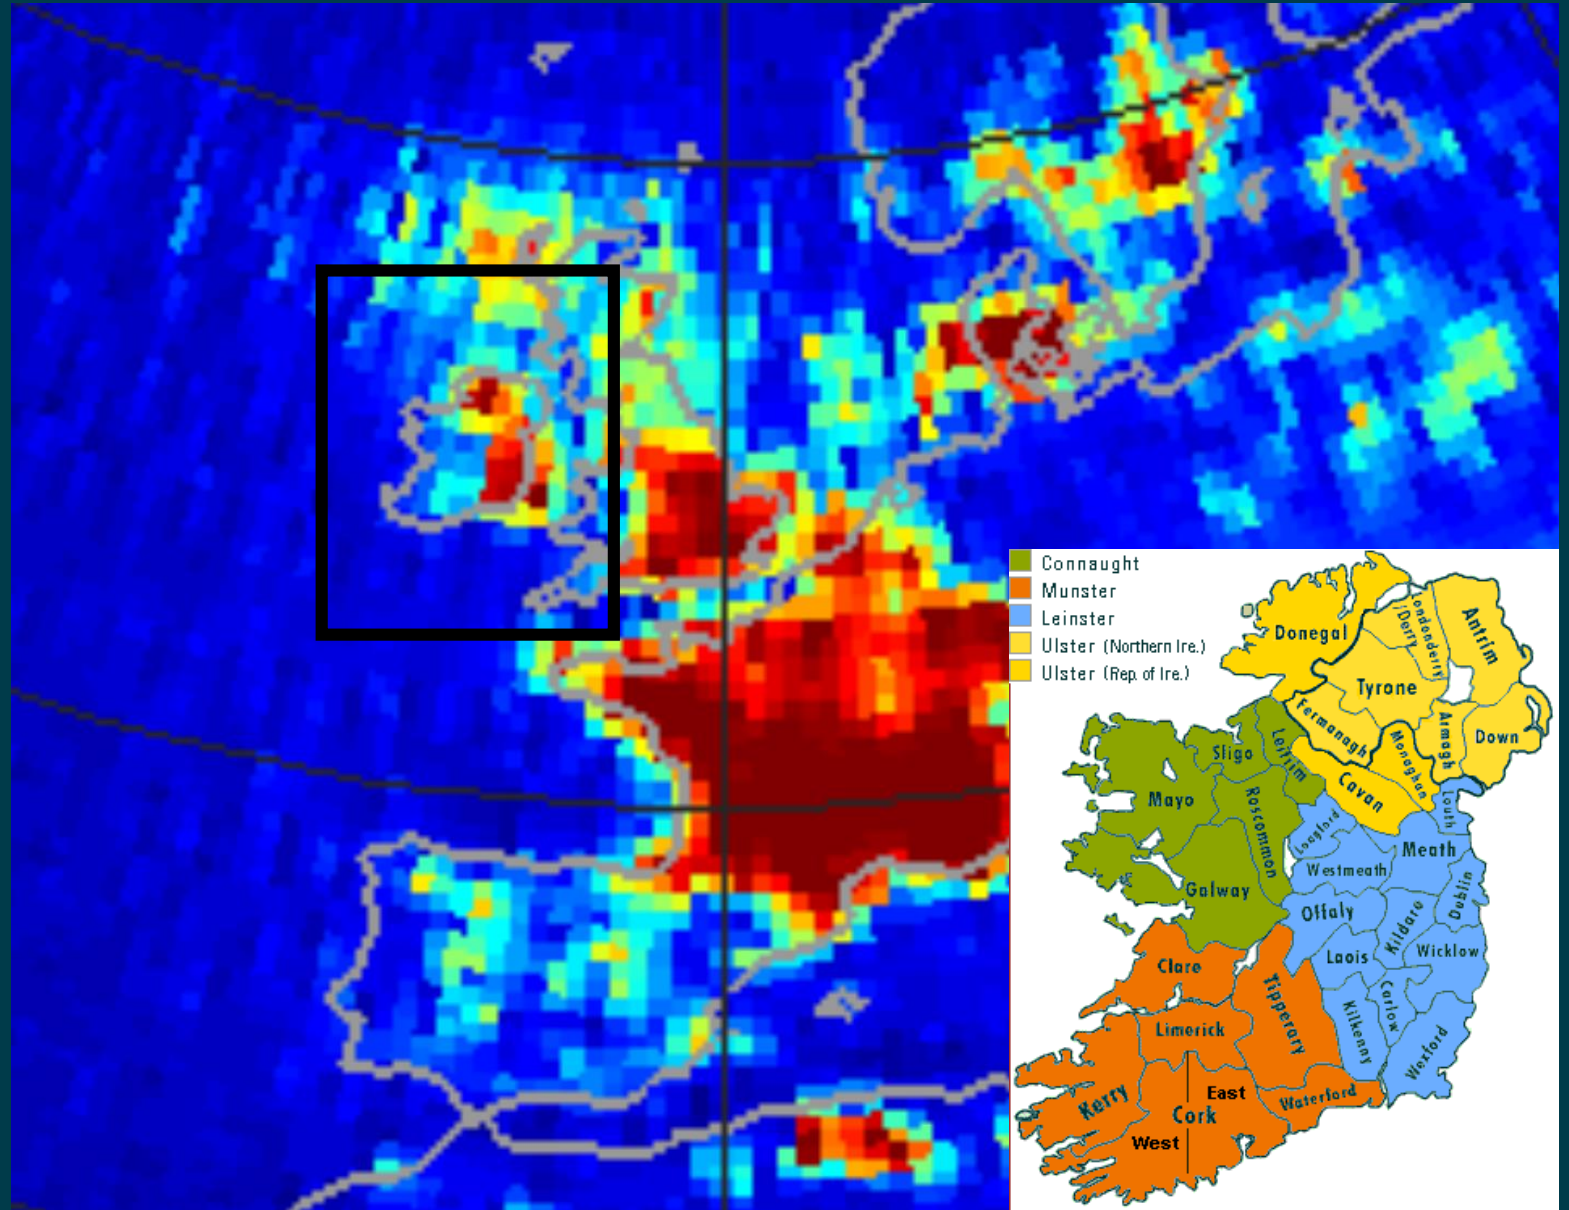 Connaught
Munster
Leinster
Ulster (Northern Ire.)
Ulster (Rep. of Ire.)
Donegal
Londonderry
/Derry
Antrim
Tyrone
Fermanagh
Armagh
Down
Monaghan
Cavan
Sligo
Leitrim
Mayo
Roscommon
Galway
Longford
Louth
Meath
Westmeath
Dublin
Offaly
Kildare
Laois
Wicklow
Carlow
Kilkenny
Wexford
Clare
Tipperary
Limerick
Kerry
East
Cork
West
Waterford